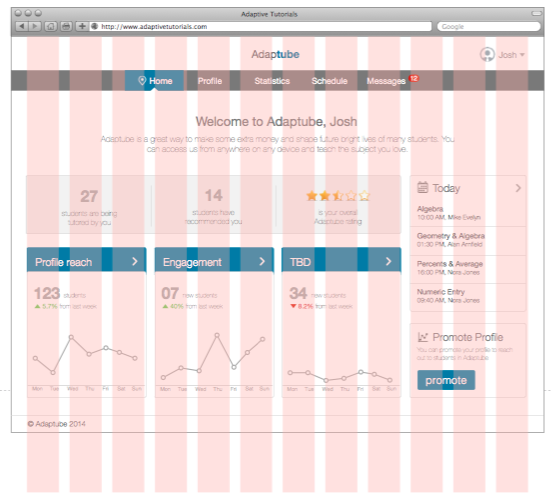 Adaptive Tutorials
http://www.adaptivetutorials.com
Google
Adaptube
Josh
Home Profile Statistics Schedule Messages 12
Welcome to Adaptube, Josh
Adaptube is a great way to make some extra money and shape future bright lives of many students. You
can access us from anywhere on any device and teach the subject you love.
27
students are being
tutored by you
14
students have
recommended you
is your overall
Adaptube rating
Profile reach
123 students
5.7% from last week
Mon Tue Wed Thu Fri Sat Sun
Engagement
07 new students
40% from last week
Mon Tue Wed Thu Fri Sat Sun
TBD
34 new students
8.2% from last week
Mon Tue Wed Thu Fri Sat Sun
Today
Algebra
10:00 AM, Mike Evelyn
Geometry & Algebra
01:30 PM, Aan Armfield
Percents & Average
16:00 PM, Nora Jones
Numeric Entry
09:40 AM, Nora Jones
Promote Profile
You can promote your profile to reach
out to students in Adaptube.
promote
© Adaptube 2014